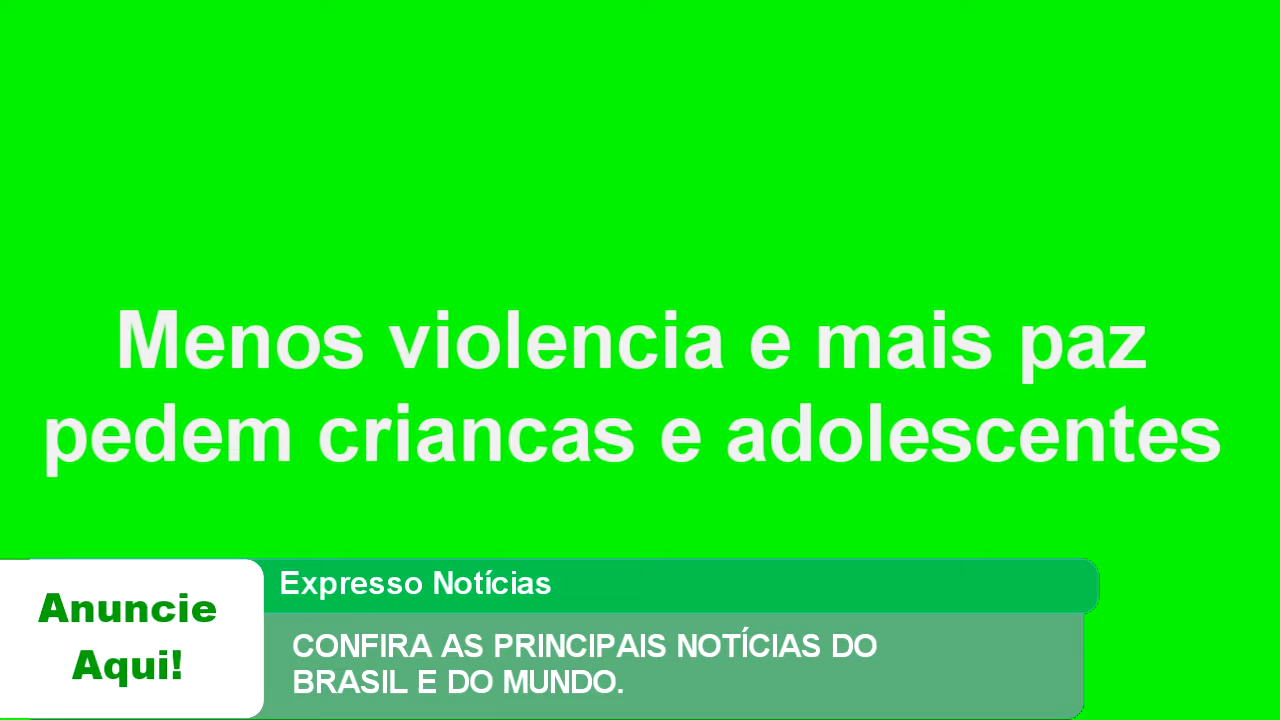 Menos violencia e mais paz
pedem criancas e adolescentes
Expresso Notícias
Anuncie
Aqui!
CONFIRA AS PRINCIPAIS NOTÍCIAS DO
BRASIL E DO MUNDO.